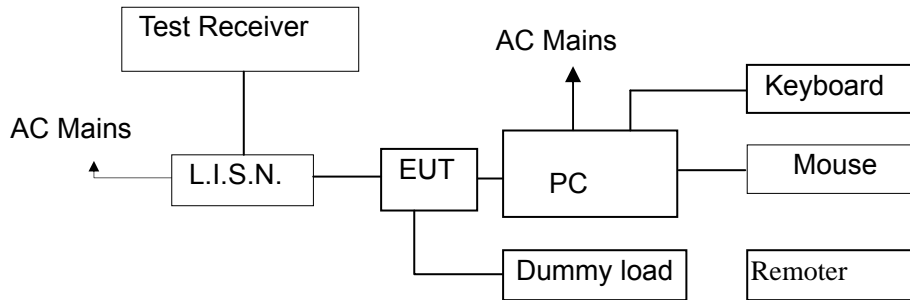 Test Receiver
AC Mains
Keyboard
AC Mains
L.I.S.N.
EUT
PC
Mouse
Dummy load
Remoter